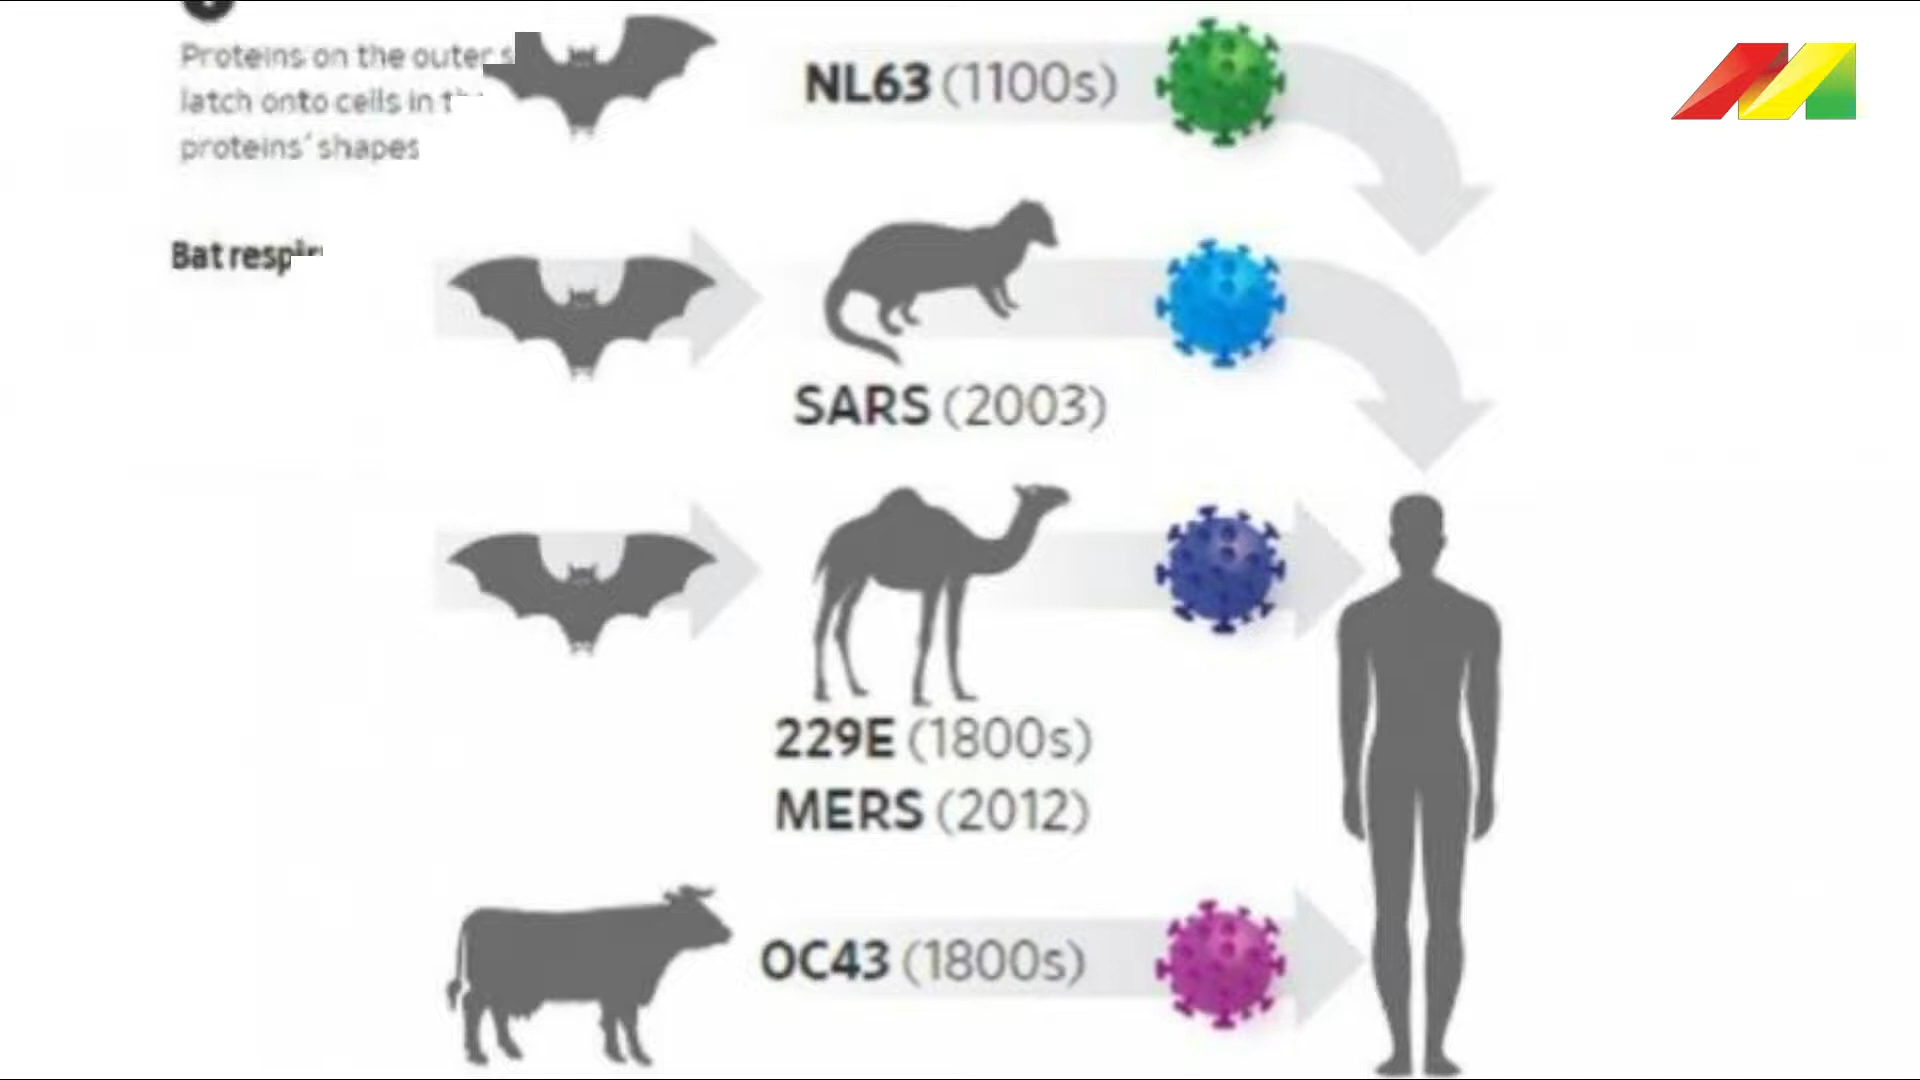 Proteins on the outer
latch onto cells in
proteins' shapes
NL63 (1100s)
Bat
SARS (2003)
229E (1800s)
MERS (2012)
OC43 (1800s)